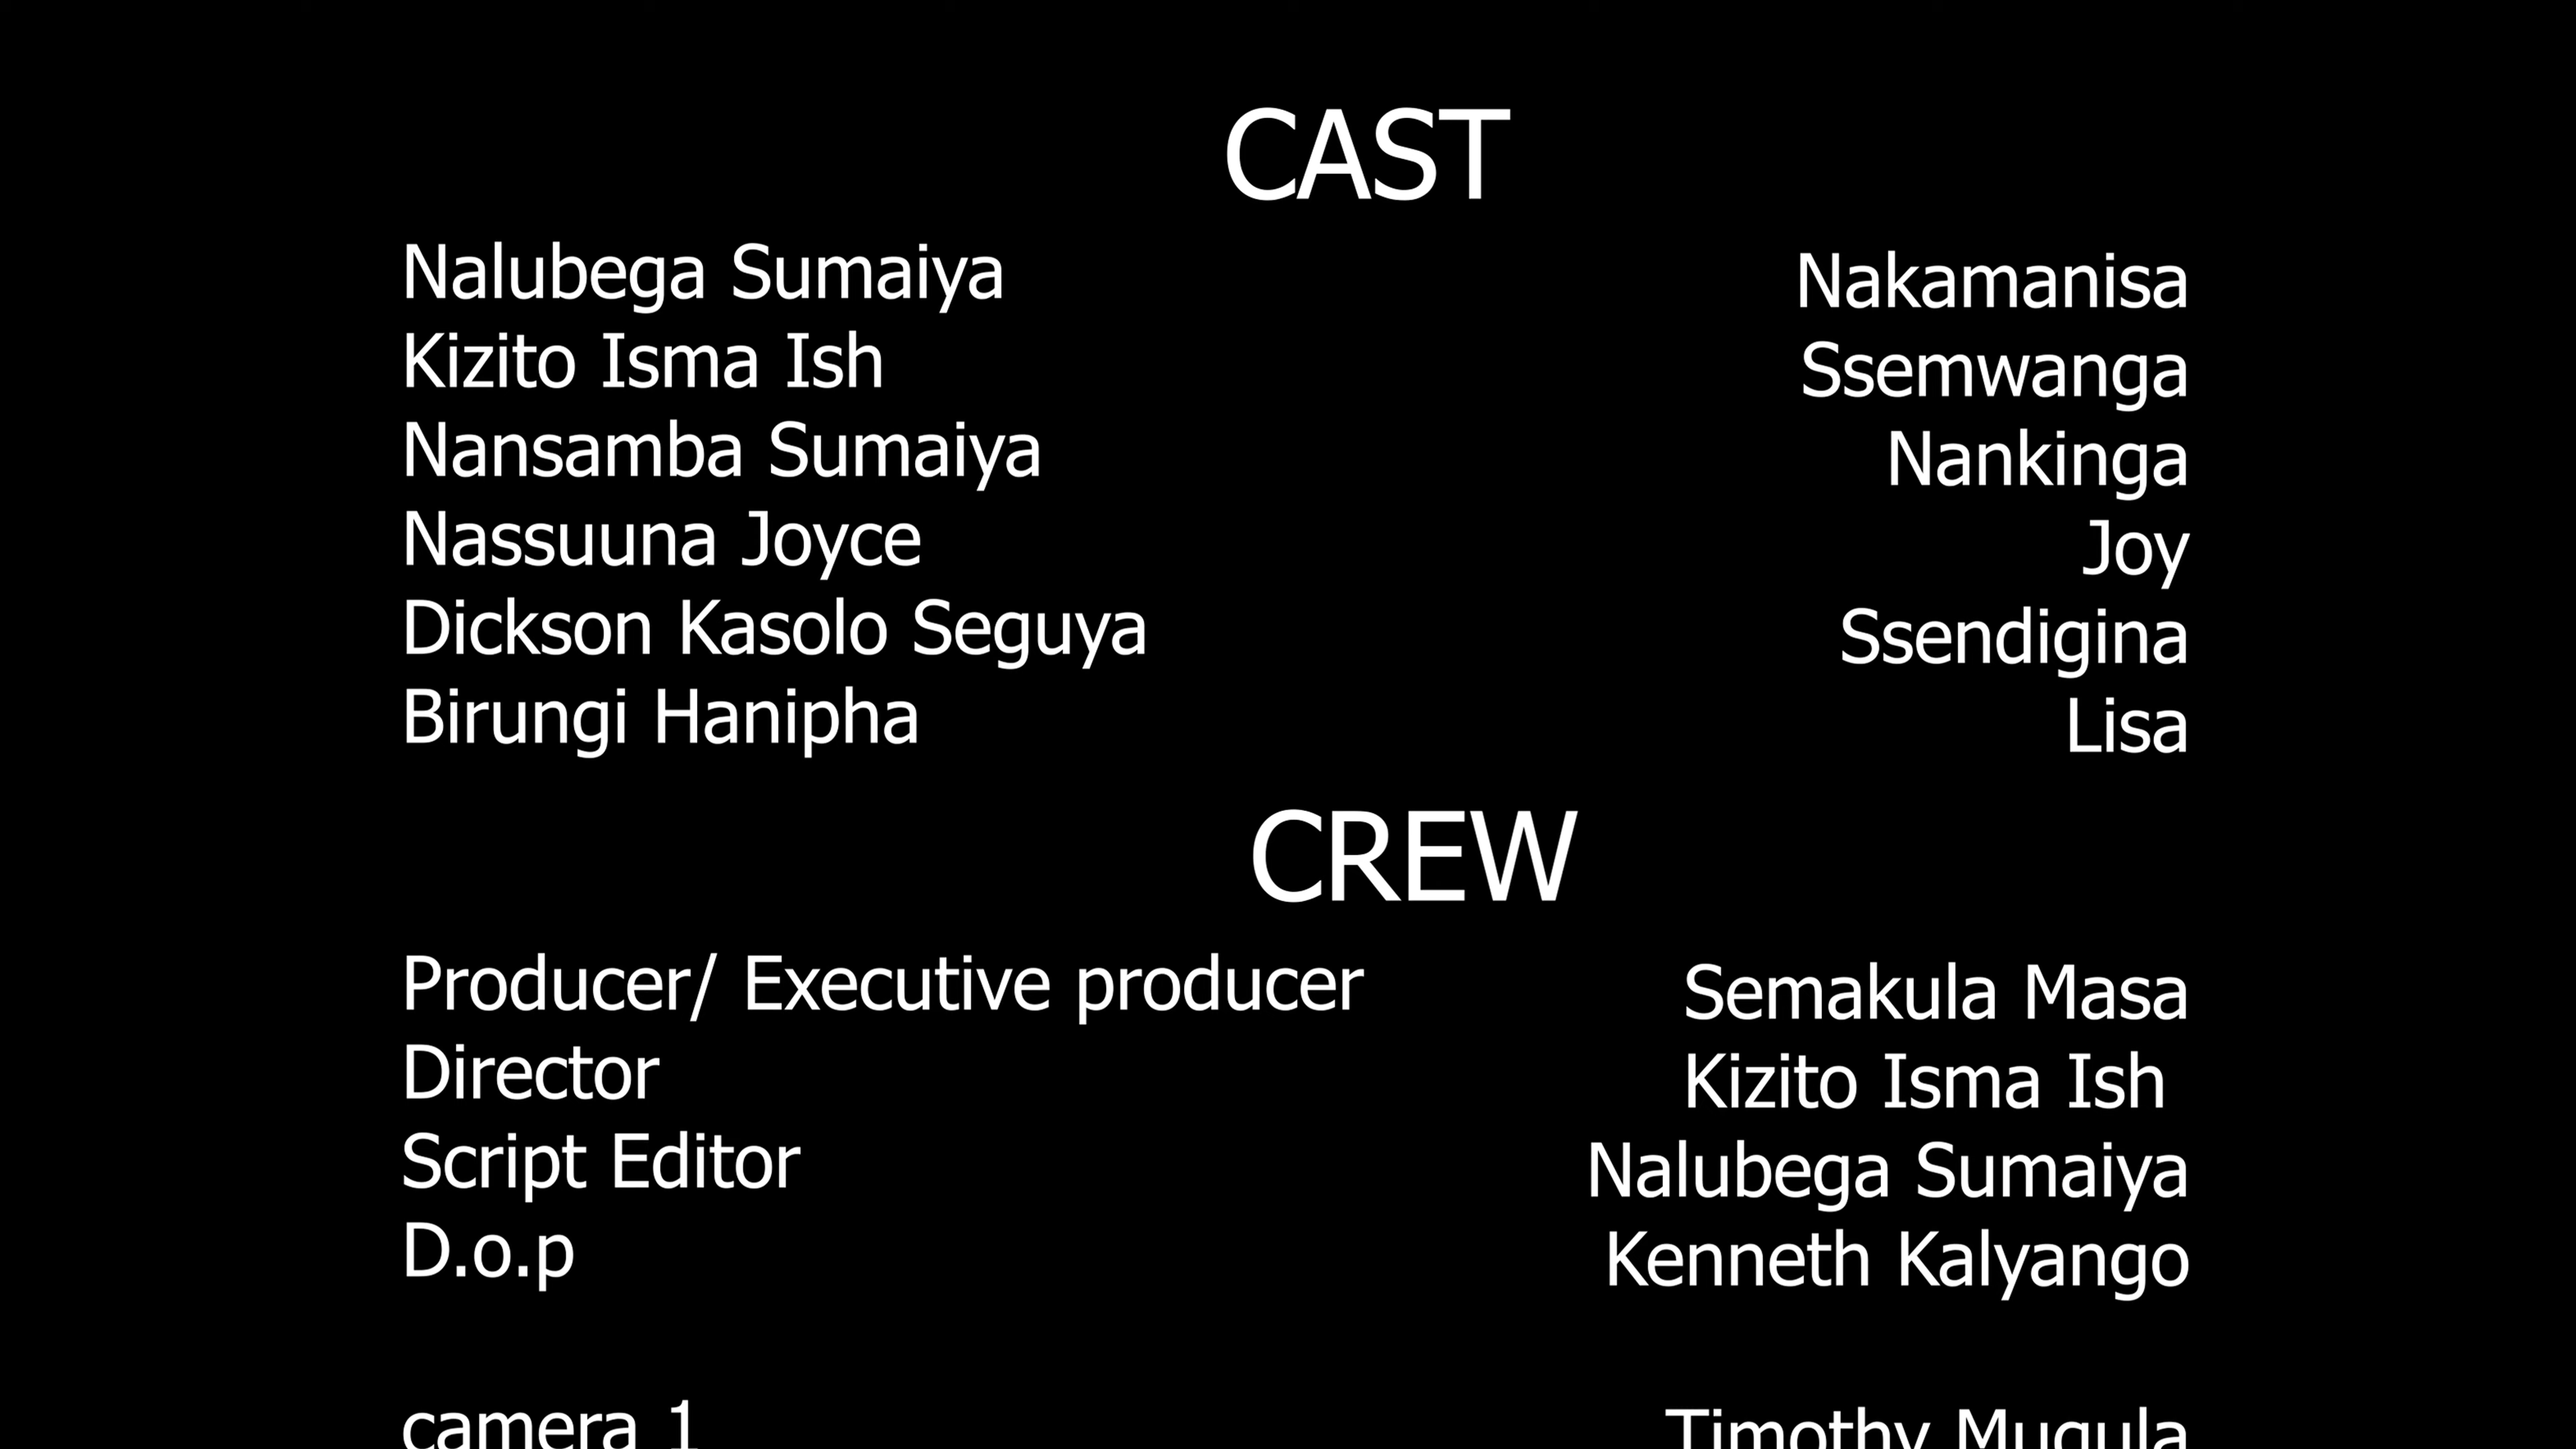 CAST
Nalubega Sumaiya Nakamanisa
Kizito Isma Ish Ssemwanga
Nansamba Sumaiya Nankinga
Nassuuna Joyce Joy
Dickson Kasolo Seguya Ssendigina
Birungi Hanipha Lisa
CREW
Producer/ Executive producer Semakula Masa
Director Kizito Isma Ish
Script Editor Nalubega Sumaiya
D.o.p Kenneth Kalyango
camera 1 Timothy Mugula